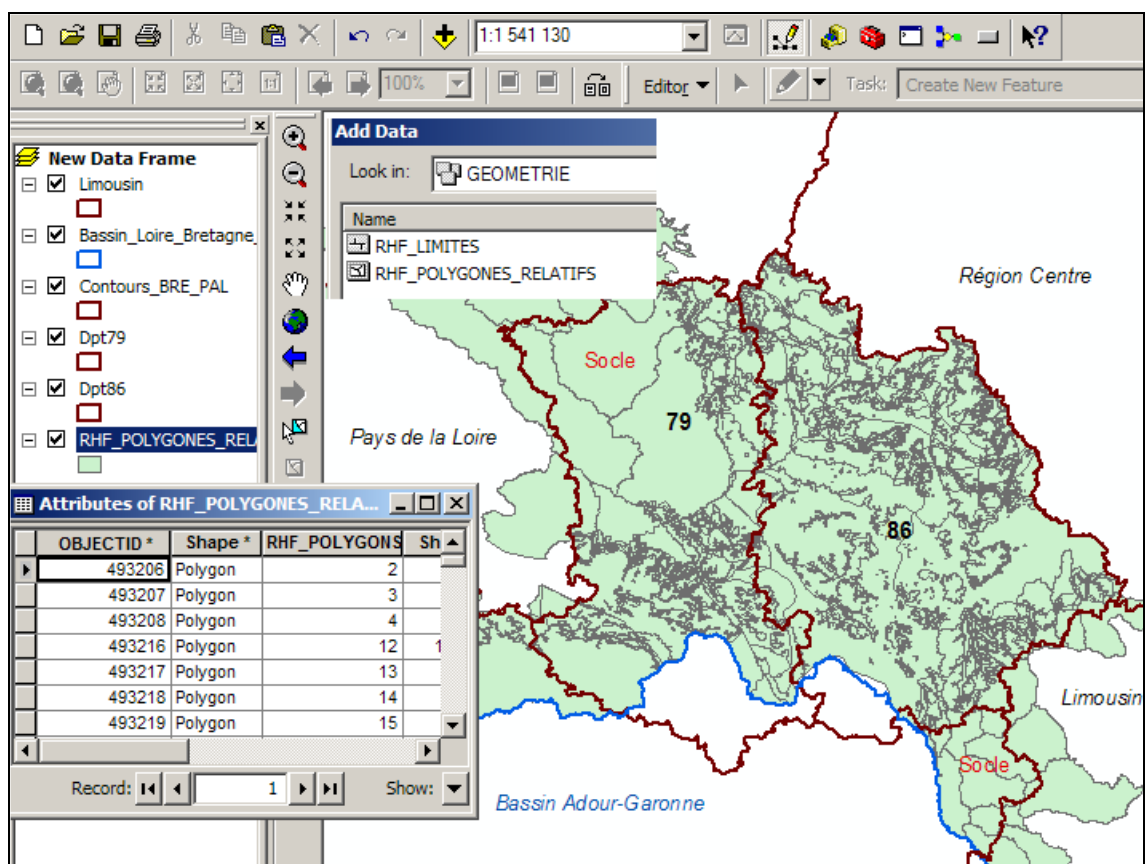 1:1 541 130
100%
Editor
Task:
Create New Feature
New Data Frame
Limousin
Bassin_Loire_Bretagne_
Contours_BRE_PAL
Dpt79
Dpt86
RHF_POLYGONES_RELA
Add Data
Look in:
GEOMETRIE
Name
RHF_LIMITES
RHF_POLYGONES_RELATIFS
Région Centre
Socle
79
Pays de la Loire
86
Limousin
Socle
Bassin Adour-Garonne
Attributes of RHF_POLYGONES_RELA...
OBJECTID * Shape * RHF_POLYGONS Sh
493206 Polygon 2
493207 Polygon 3
493208 Polygon 4
493216 Polygon 12 1
493217 Polygon 13
493218 Polygon 14
493219 Polygon 15
Record: 1 Show: